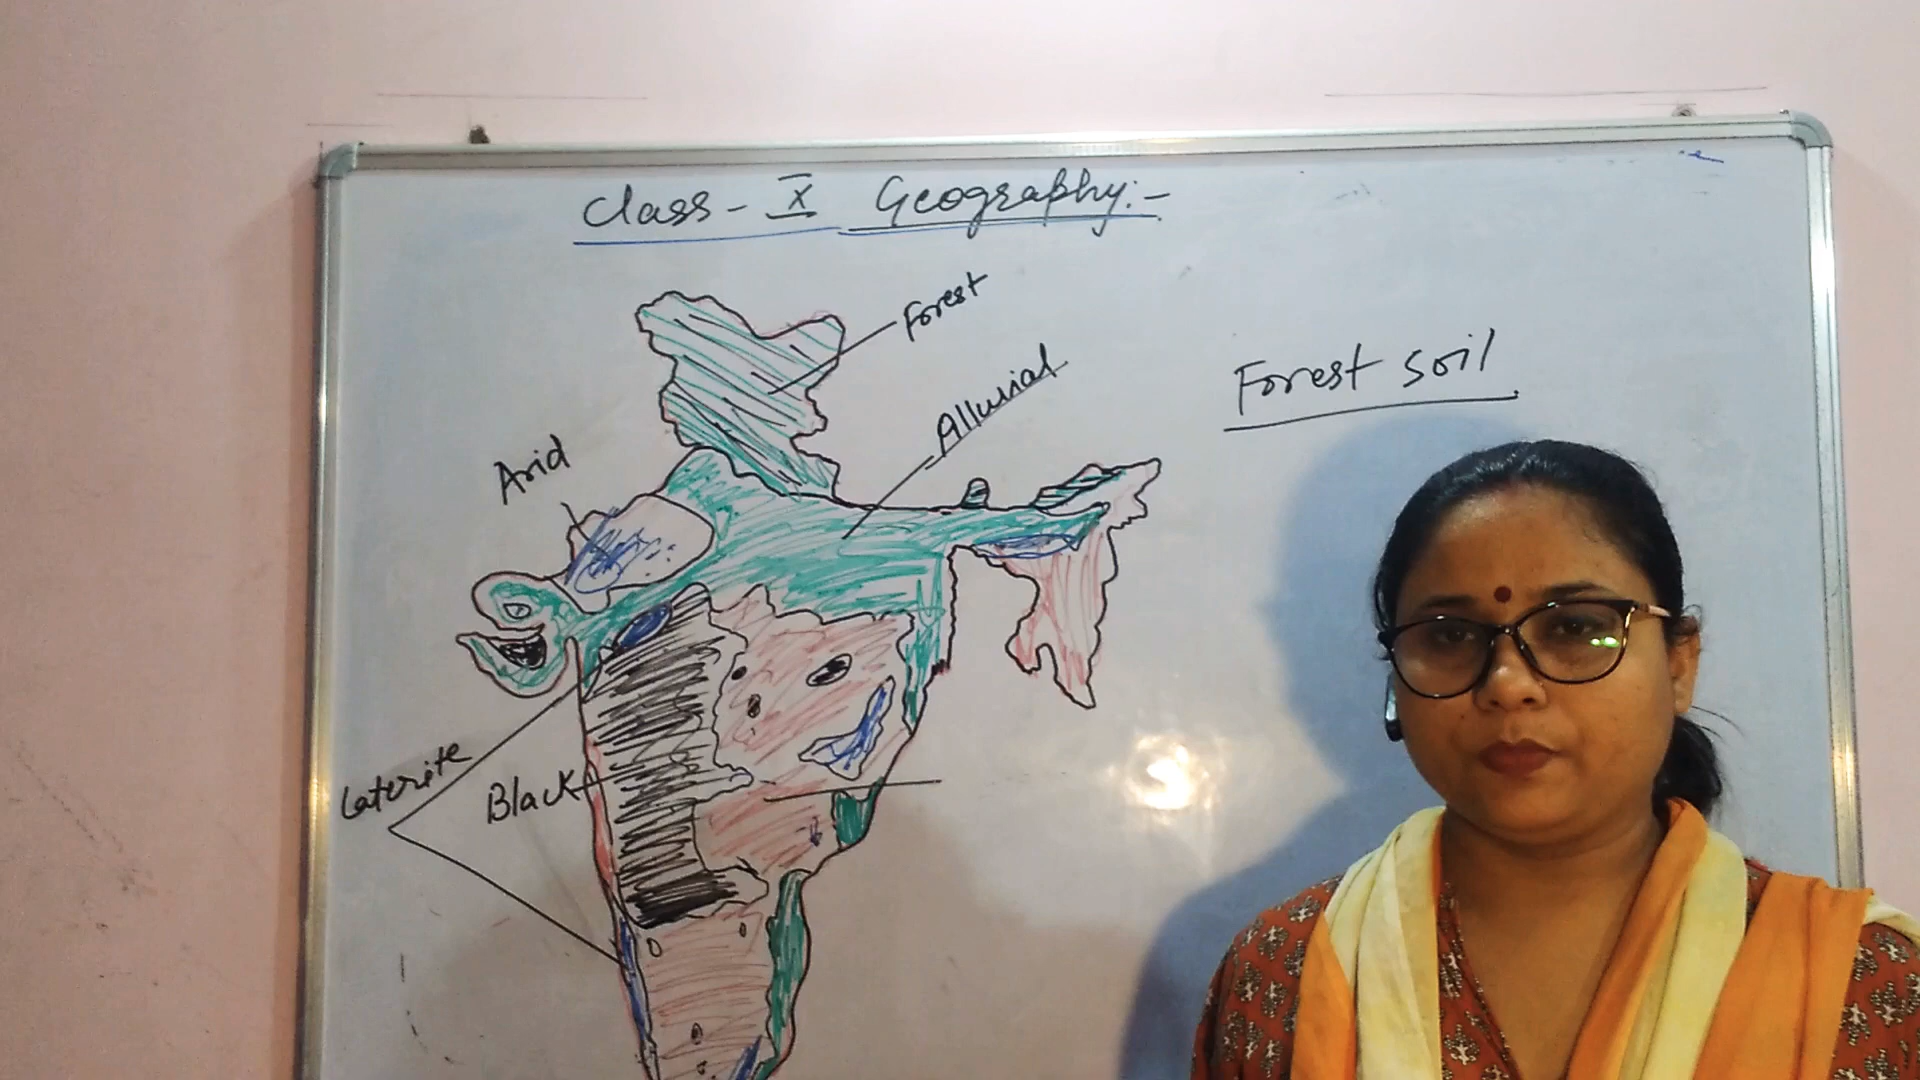 Class - X Geography:-
Forest
Alluvial
Forest soil
Arid
Laterite
Black